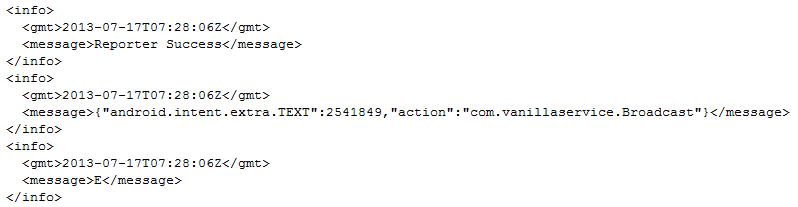 <info>
  <gmt>2013-07-17T07:28:06Z</gmt>
  <message>Reporter Success</message>
</info>
<info>
  <gmt>2013-07-17T07:28:06Z</gmt>
  <message>{"android.intent.extra.TEXT":2541849,"action":"com.vanillaservice.Broadcast"}</message>
</info>
<info>
  <gmt>2013-07-17T07:28:06Z</gmt>
  <message>E</message>
</info>